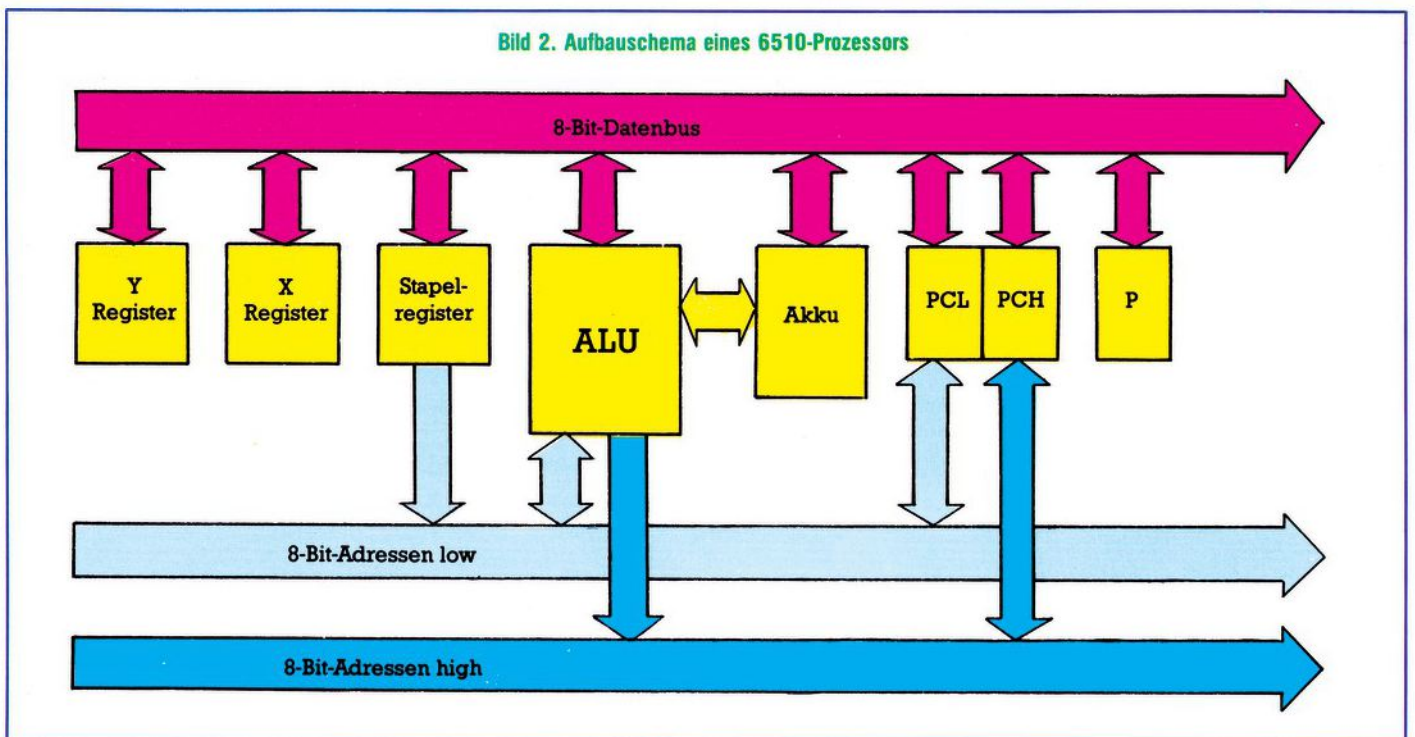 Bild 2. Aufbauschema eines 6510-Prozessors
8-Bit-Datenbus
Y
Register
X
Register
Stapel-
register
ALU
Akku
PCL
PCH
P
8-Bit-Adressen low
8-Bit-Adressen high